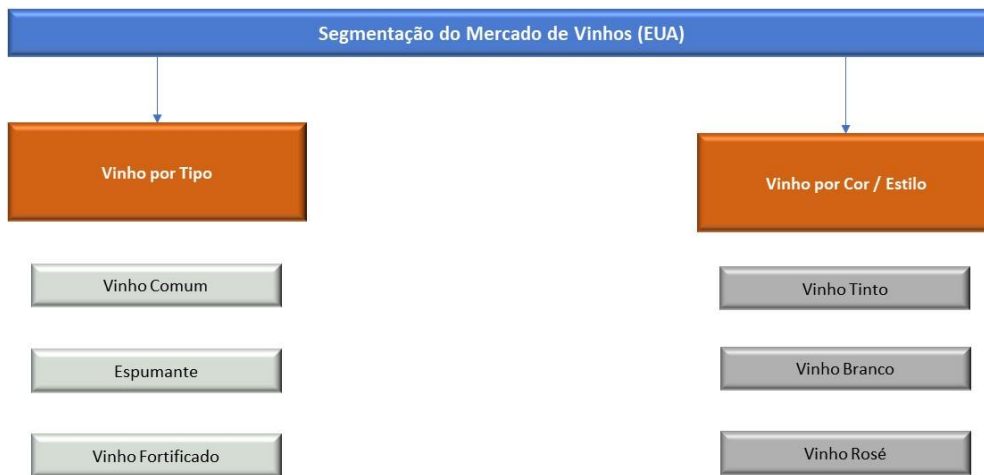 Segmentação do Mercado de Vinhos (EUA)
Vinho por Tipo
Vinho por Cor / Estilo
Vinho Comum
Vinho Tinto
Espumante
Vinho Branco
Vinho Fortificado
Vinho Rosé